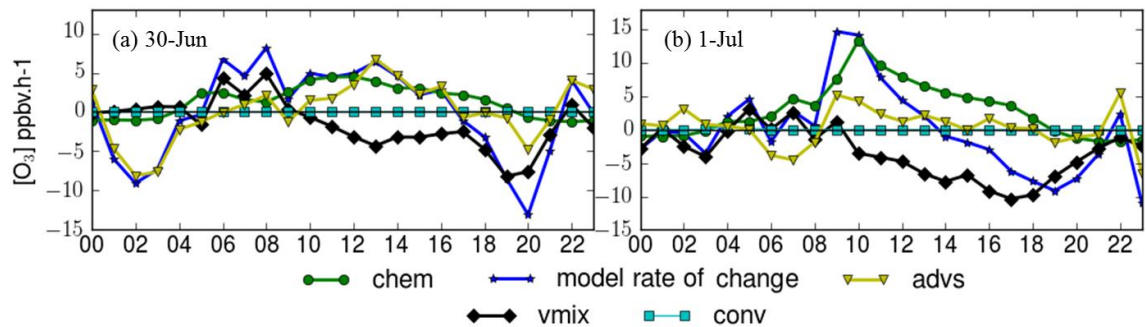 (a) 30-Jun
(b) 1-Jul
[O₃] ppbv.h-1
10
5
0
−5
−10
−15
00 02 04 06 08 10 12 14 16 18 20 22
15
10
5
0
−5
−10
−15
00 02 04 06 08 10 12 14 16 18 20 22
chem model rate of change advs
vmix conv